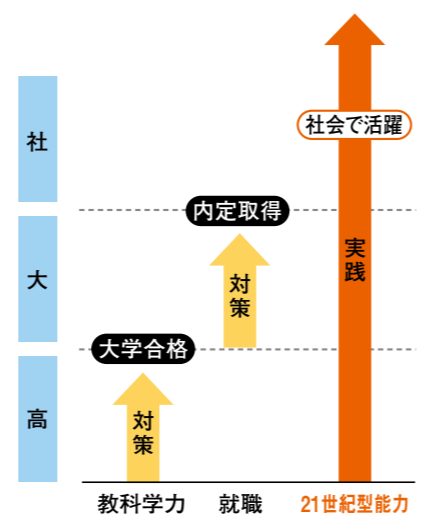 社会で活躍
社
内定取得
実践
大
対策
大学合格
高
対策
教科学力
就職
21世紀型能力